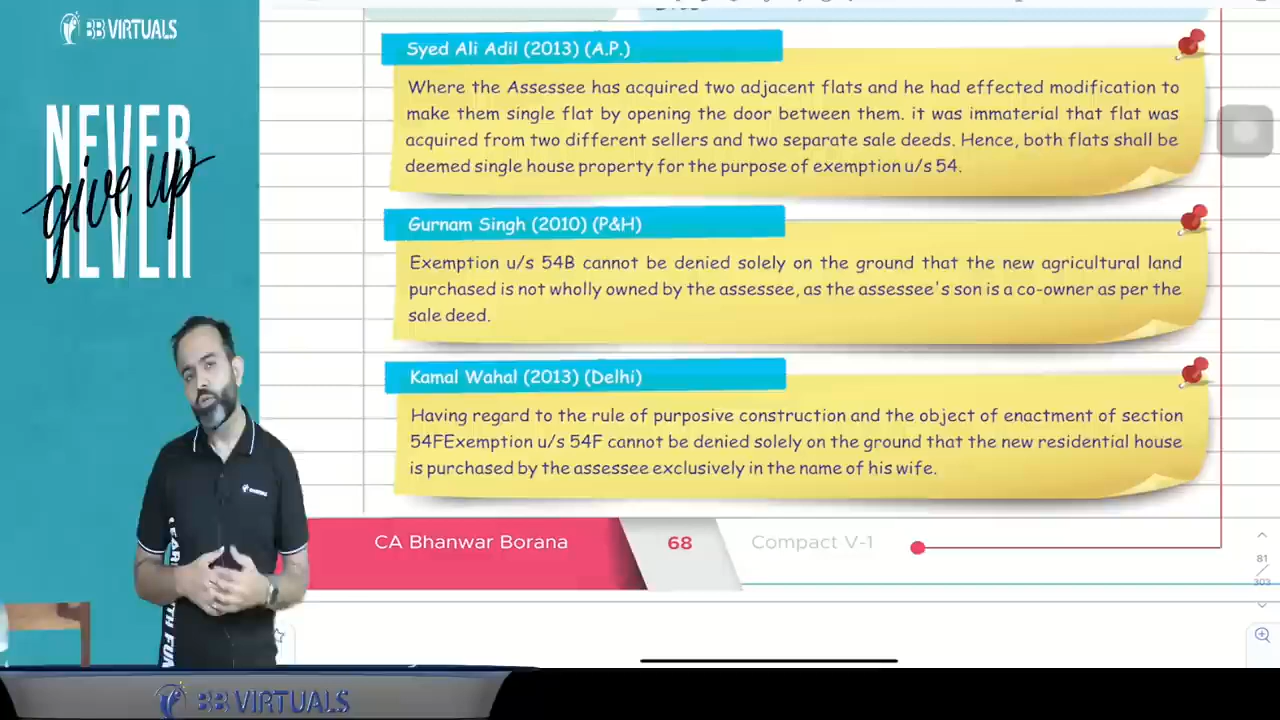 BB VIRTUALS
NEVER
give up
NEVER
Syed Ali Adil (2013) (A.P.)
Where the Assessee has acquired two adjacent flats and he had effected modification to
make them single flat by opening the door between them. it was immaterial that flat was
acquired from two different sellers and two separate sale deeds. Hence, both flats shall be
deemed single house property for the purpose of exemption u/s 54.
Gurnam Singh (2010) (P&H)
Exemption u/s 54B cannot be denied solely on the ground that the new agricultural land
purchased is not wholly owned by the assessee, as the assessee's son is a co-owner as per the
sale deed.
Kamal Wahal (2013) (Delhi)
Having regard to the rule of purposive construction and the object of enactment of section
54FExemption u/s 54F cannot be denied solely on the ground that the new residential house
is purchased by the assessee exclusively in the name of his wife.
CA Bhanwar Borana
68
Compact V-1
81
303
BB VIRTUALS